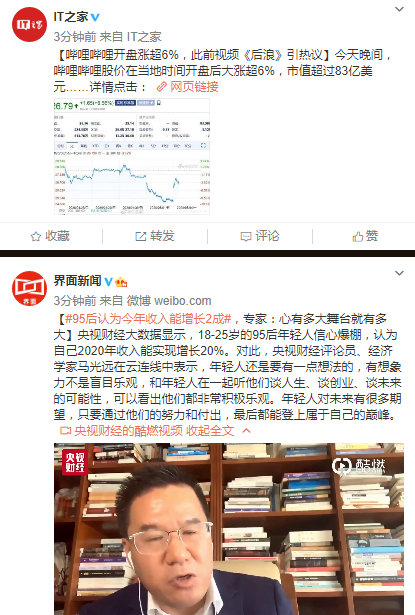 IT之家
IT之家
3分钟前 来自 IT之家
【哔哩哔哩开盘涨超6%，此前视频《后浪》引热议】今天晚间，
哔哩哔哩股价在当地时间开盘后大涨超6%，市值超过83亿美
元……详情点击： 网页链接
26.79 +1.65(+6.56%)
收藏 转发 评论 赞
界面
界面新闻
3分钟前 来自 微博 weibo.com
【#95后认为今年收入能增长2成#，专家：心有多大舞台就有多
大】央视财经大数据显示，18-25岁的95后年轻人信心爆棚，认
为自己2020年收入能实现增长20%。对此，央视财经评论员、经济
学家马光远在云连线中表示，年轻人还是要有一点想法的，有想象
力不是盲目乐观，和年轻人在一起听他们谈人生、谈创业、谈未来
的可能性，可以看出他们都非常积极乐观。年轻人对未来有很多期
望，只要通过他们的努力和付出，最后都能登上属于自己的巅峰。
央视财经的酷燃视频 收起全文
央视
财经
酷燃